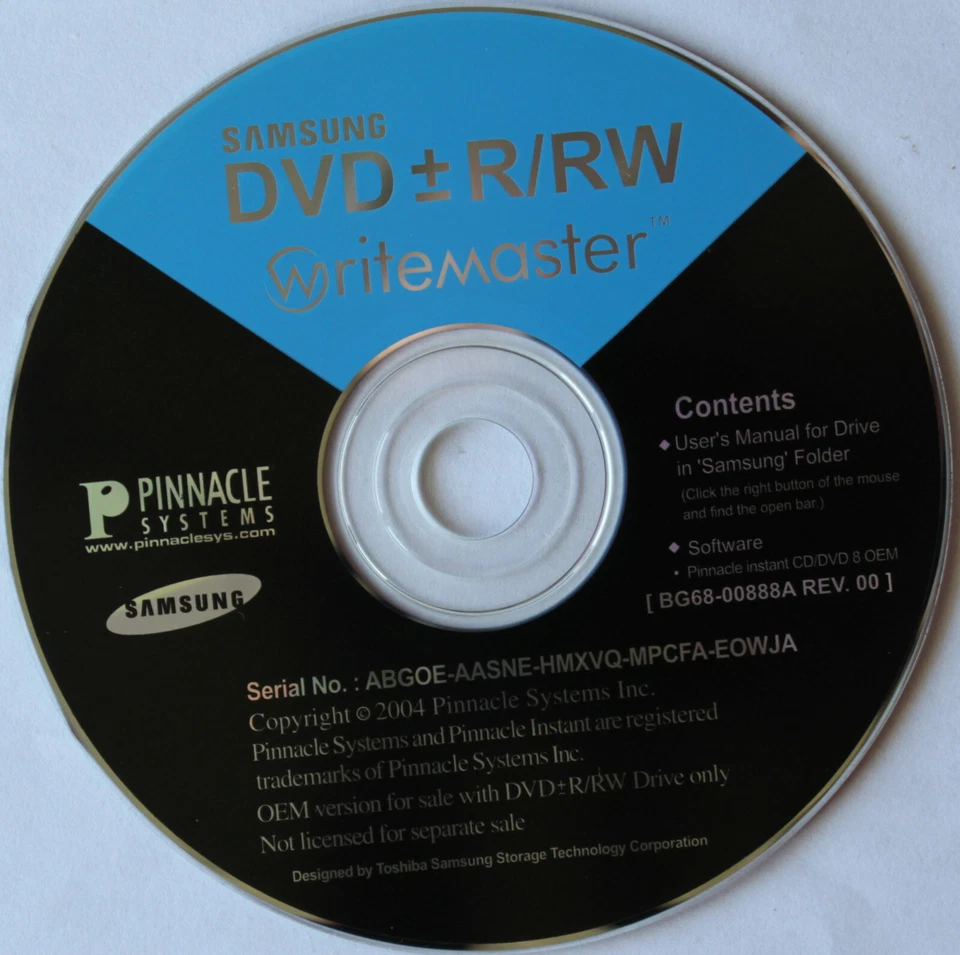 SAMSUNG
DVD ± R/RW
writemaster™
Contents
◆ User's Manual for Drive
in 'Samsung' Folder
(Click the right button of the mouse
and find the open bar.)
◆ Software
• Pinnacle instant CD/DVD 8 OEM
[ BG68-00888A REV. 00 ]
PINNACLE
SYSTEMS
www.pinnaclesys.com
SAMSUNG
Serial No. : ABGOE-AASNE-HMXVQ-MPCFA-EOWJA
Copyright © 2004 Pinnacle Systems Inc.
Pinnacle Systems and Pinnacle Instant are registered
trademarks of Pinnacle Systems Inc.
OEM version for sale with DVD±R/RW Drive only
Not licensed for separate sale
Designed by Toshiba Samsung Storage Technology Corporation